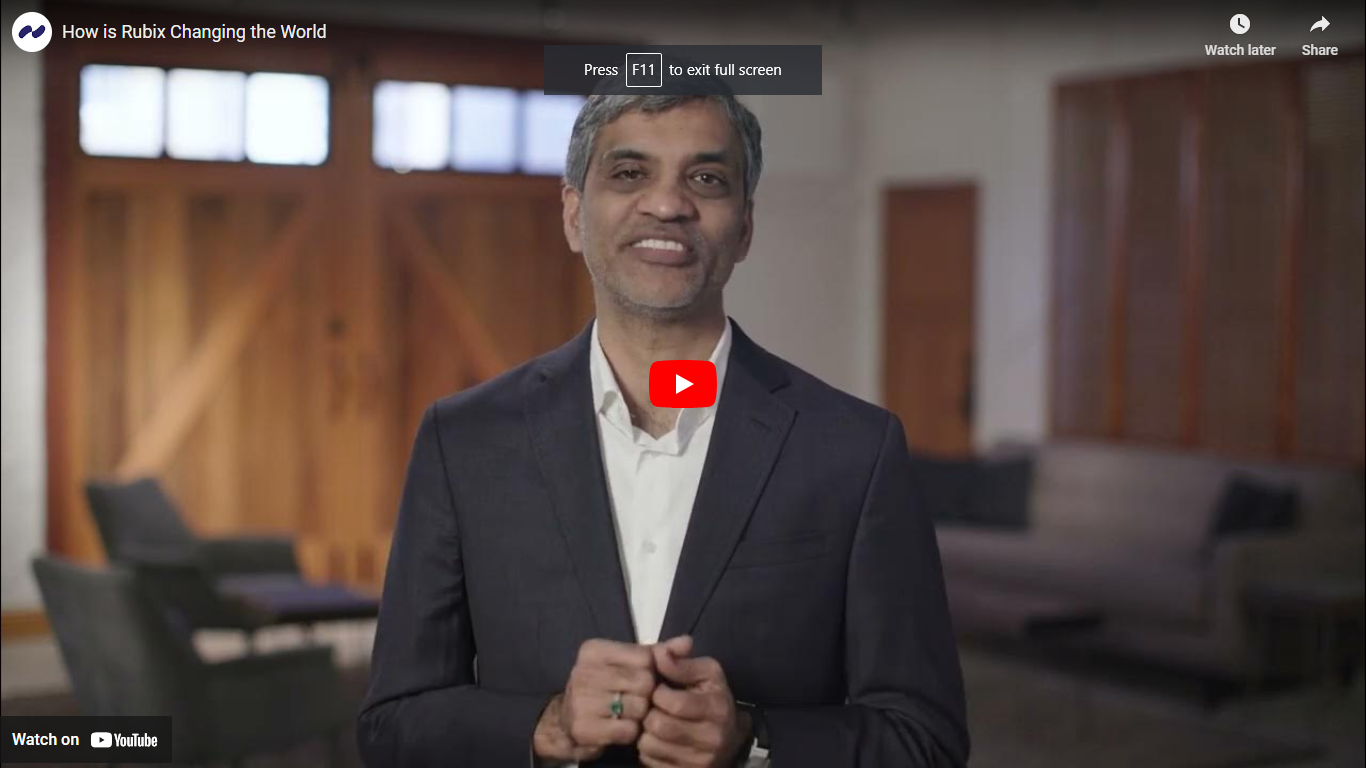 How is Rubix Changing the World
Watch later
Share
Press F11 to exit full screen
Watch on YouTube